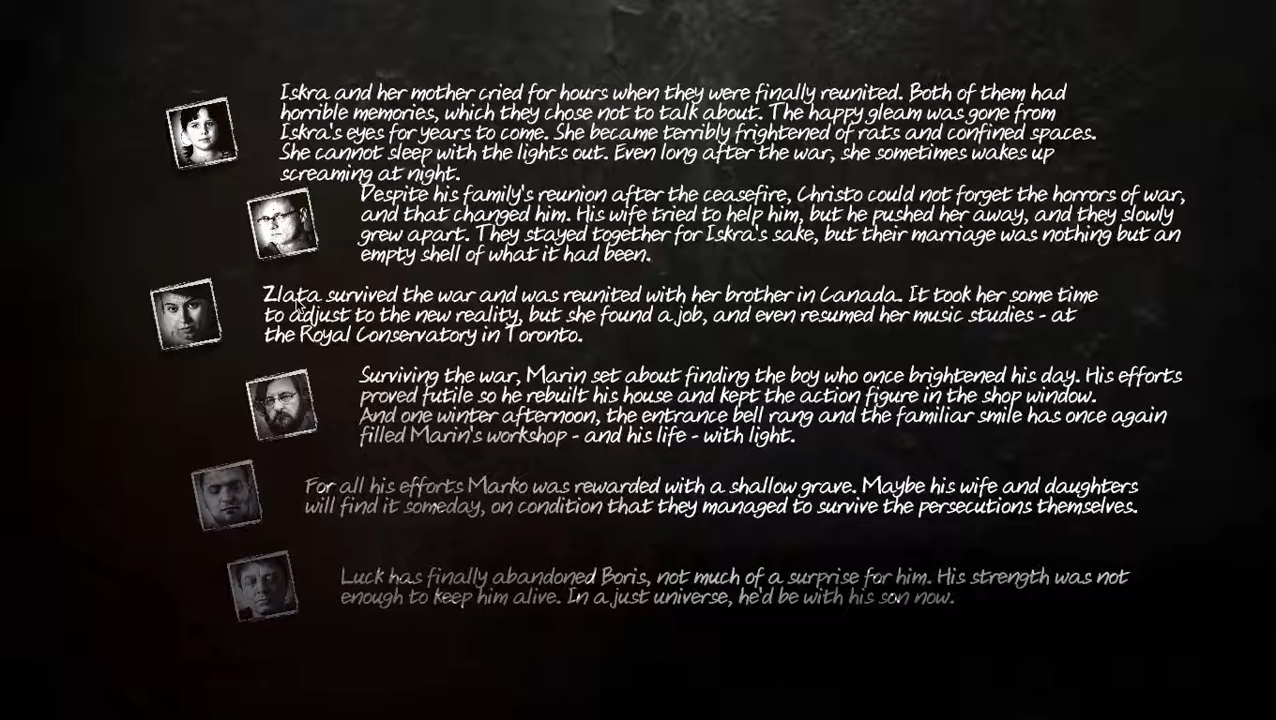 Iskra and her mother cried for hours when they were finally reunited. Both of them had
horrible memories, which they chose not to talk about. The happy gleam was gone from
Iskra's eyes for years to come. She became terribly frightened of rats and confined spaces.
She cannot sleep with the lights out. Even long after the war, she sometimes wakes up
screaming at night.
Despite his family's reunion after the ceasefire, Christo could not forget the horrors of war,
and that changed him. His wife tried to help him, but he pushed her away, and they slowly
grew apart. They stayed together for Iskra's sake, but their marriage was nothing but an
empty shell of what it had been.
Zlata survived the war and was reunited with her brother in Canada. It took her some time
to adjust to the new reality, but she found a job, and even resumed her music studies - at
the Royal Conservatory in Toronto.
Surviving the war, Marin set about finding the boy who once brightened his day. His efforts
proved futile so he rebuilt his house and kept the action figure in the shop window.
And one winter afternoon, the entrance bell rang and the familiar smile has once again
filled Marin's workshop - and his life - with light.
For all his efforts Marko was rewarded with a shallow grave. Maybe his wife and daughters
will find it someday, on condition that they managed to survive the persecutions themselves.
Luck has finally abandoned Boris, not much of a surprise for him. His strength was not
enough to keep him alive. In a just universe, he'd be with his son now.